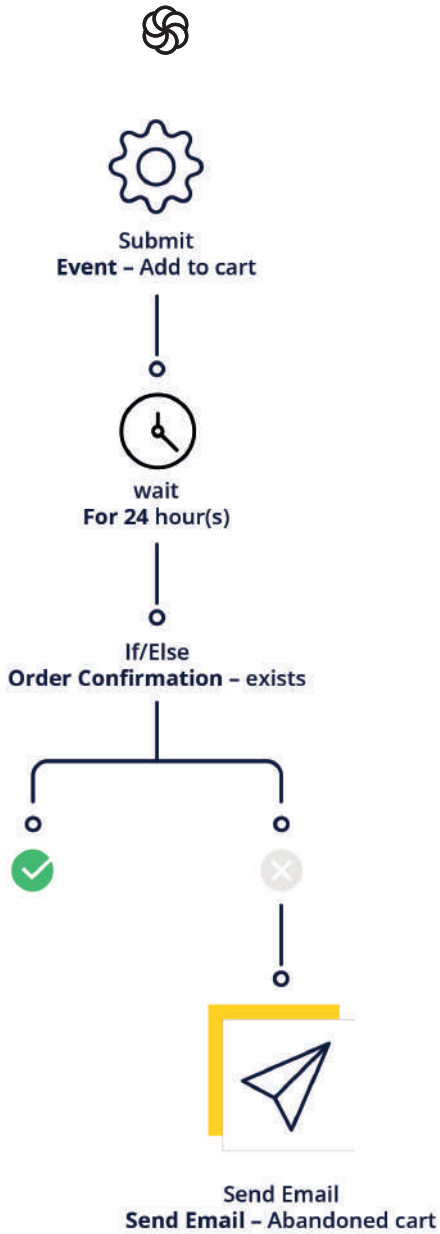 Submit
Event – Add to cart
wait
For 24 hour(s)
If/Else
Order Confirmation – exists
Send Email
Send Email – Abandoned cart